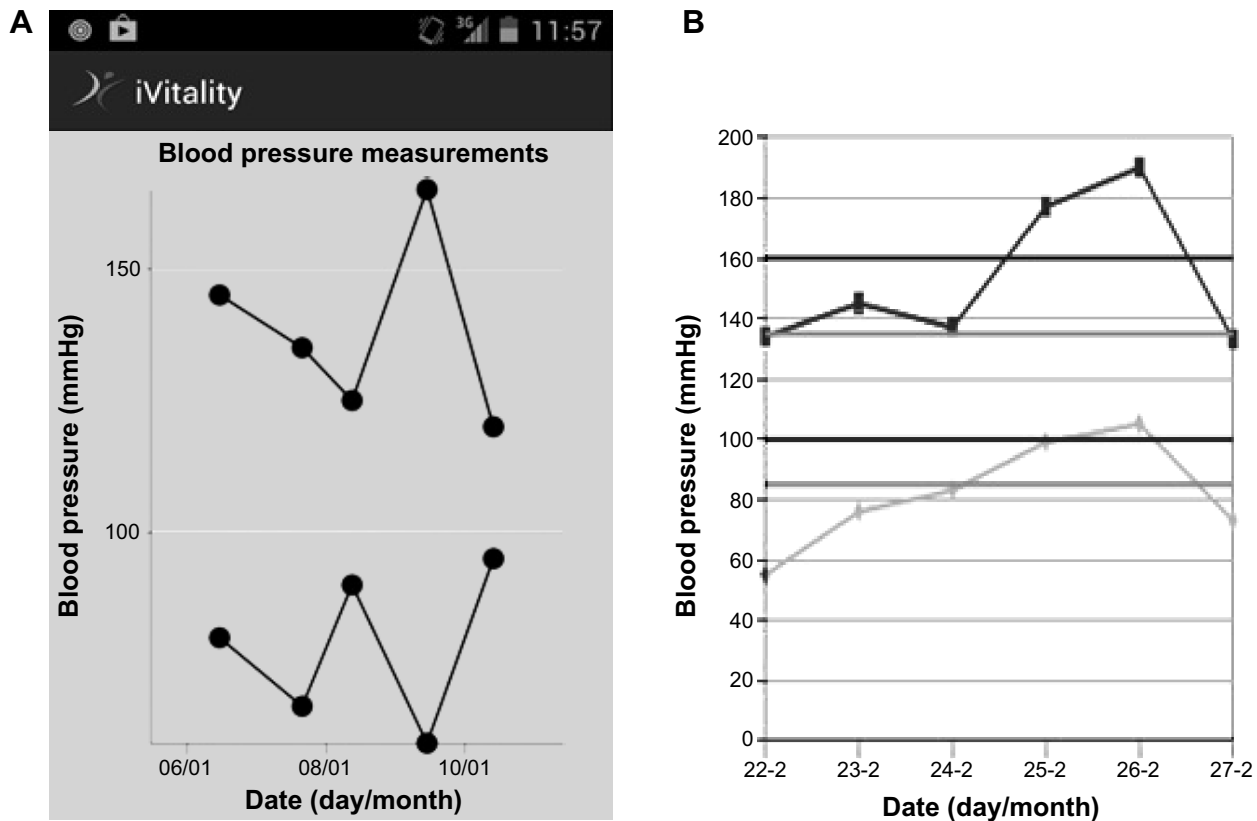 A
3G 11:57
iVitality
Blood pressure measurements
Blood pressure (mmHg)
150
100
06/01 08/01 10/01
Date (day/month)
B
Blood pressure (mmHg)
200
180
160
140
120
100
80
60
40
20
0
22-2 23-2 24-2 25-2 26-2 27-2
Date (day/month)